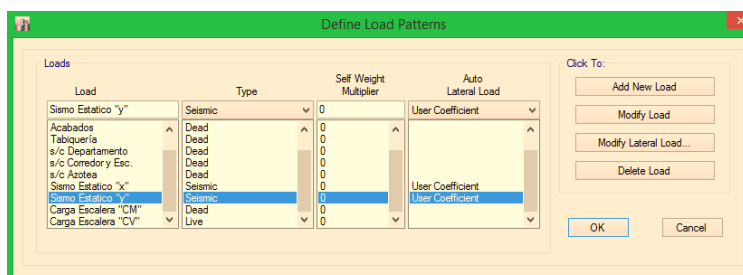 Define Load Patterns
Loads
Click To:
Load Type Self Weight Multiplier Auto Lateral Load
Sismo Estatico "y" Seismic 0 User Coefficient
Acabados Dead 0
Tabiquería Dead 0
s/c Departamento Dead 0
s/c Corredor y Esc. Dead 0
s/c Azotea Dead 0
Sismo Estatico "x" Seismic 0 User Coefficient
Sismo Estatico "y" Seismic 0 User Coefficient
Carga Escalera "CM" Dead 0
Carga Escalera "CV" Live 0
Add New Load
Modify Load
Modify Lateral Load...
Delete Load
OK Cancel